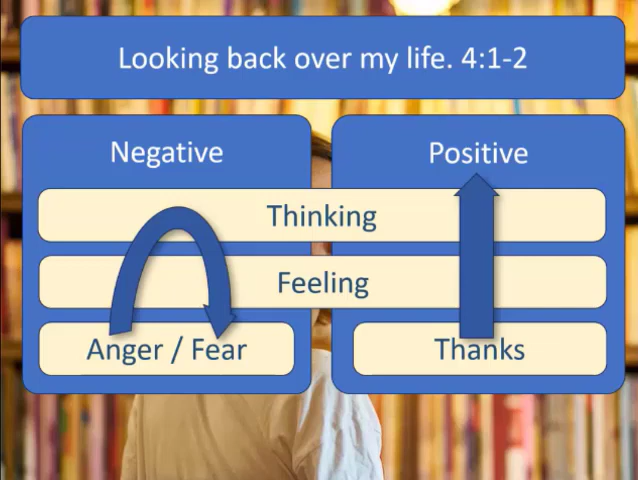 Looking back over my life. 4:1-2
Negative
Positive
Thinking
Feeling
Anger / Fear
Thanks